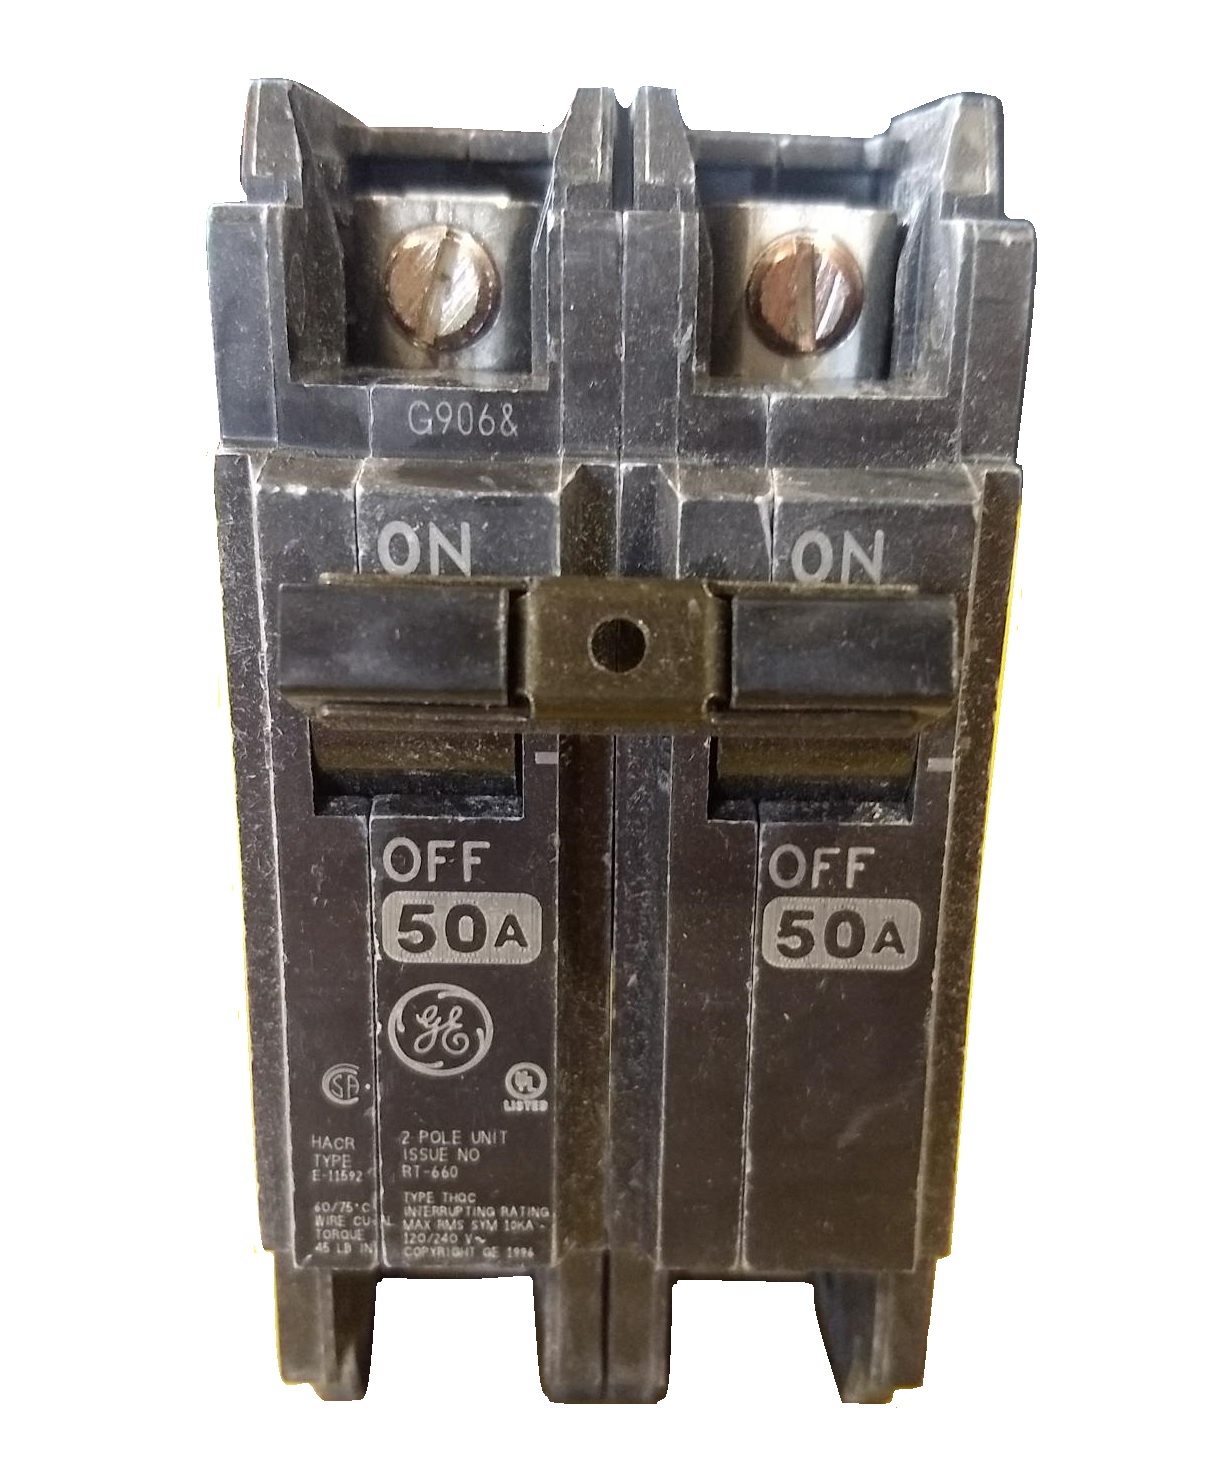 G906&
ON ON
OFF OFF
50A 50A
GE
SA
UL
LISTED
HACR
TYPE
E-11592
2 POLE UNIT
ISSUE NO
RT-660
60/75°C
WIRE CU-AL
TORQUE
45 LB IN
TYPE THQC
INTERRUPTING RATING
MAX RMS SYM 10KA -
120/240 V~
COPYRIGHT GE 1996